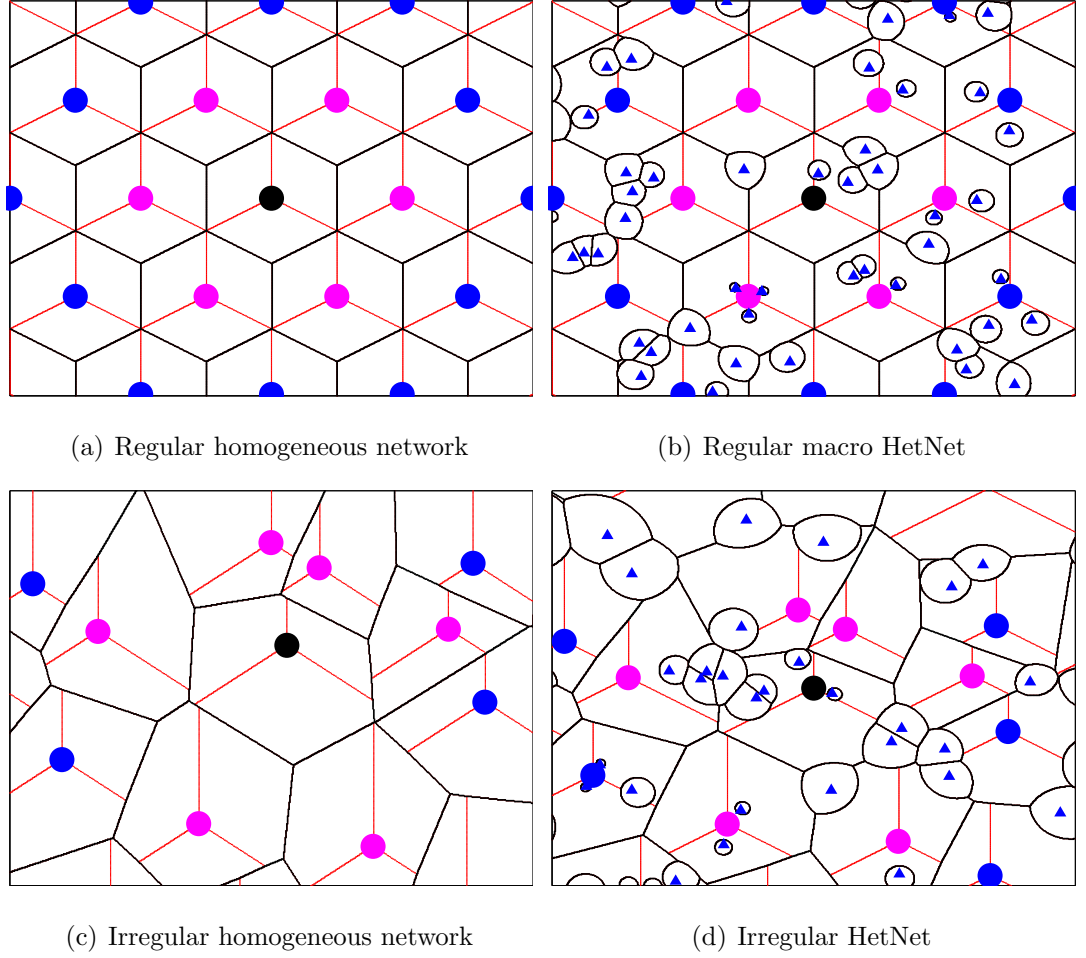 (a) Regular homogeneous network
(b) Regular macro HetNet
(c) Irregular homogeneous network
(d) Irregular HetNet